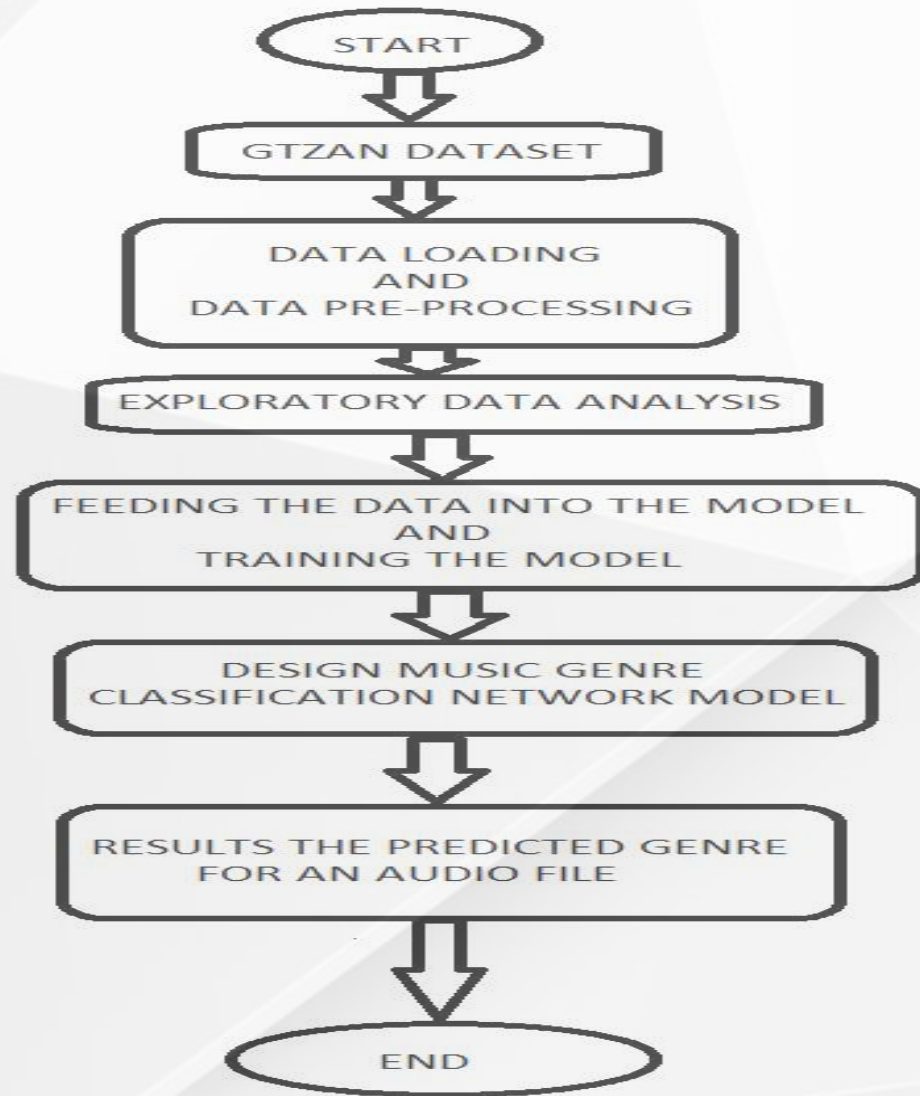 START
GTZAN DATASET
DATA LOADING
AND
DATA PRE-PROCESSING
EXPLORATORY DATA ANALYSIS
FEEDING THE DATA INTO THE MODEL
AND
TRAINING THE MODEL
DESIGN MUSIC GENRE
CLASSIFICATION NETWORK MODEL
RESULTS THE PREDICTED GENRE
FOR AN AUDIO FILE
END